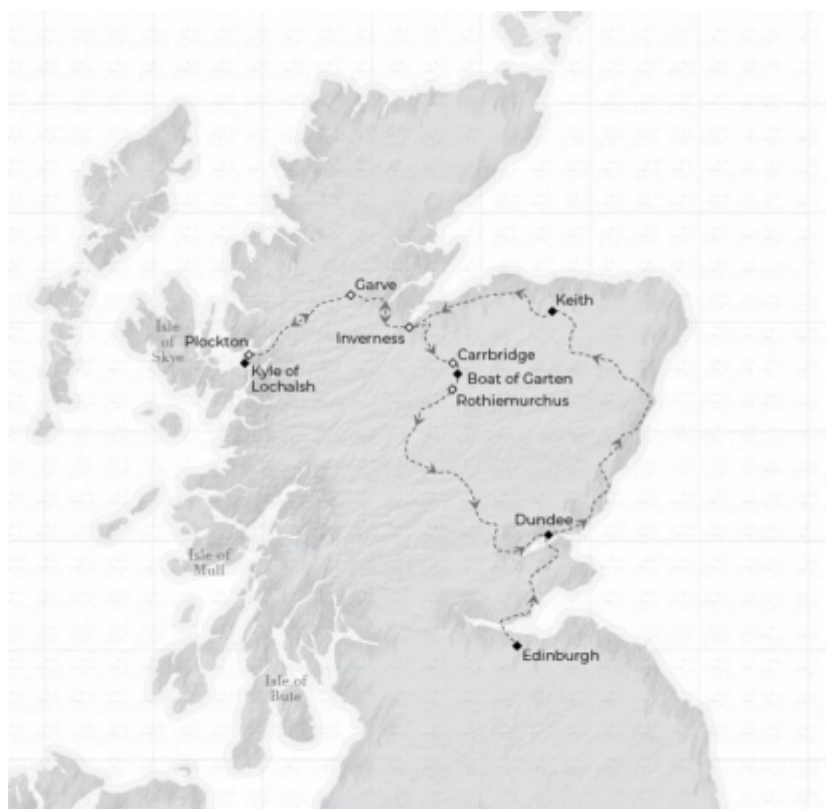 Garve
Keith
Isle
of
Skye
Plockton
Inverness
Kyle of
Lochalsh
Carrbridge
Boat of Garten
Rothiemurchus
Dundee
Isle of
Mull
Edinburgh
Isle of
Bute